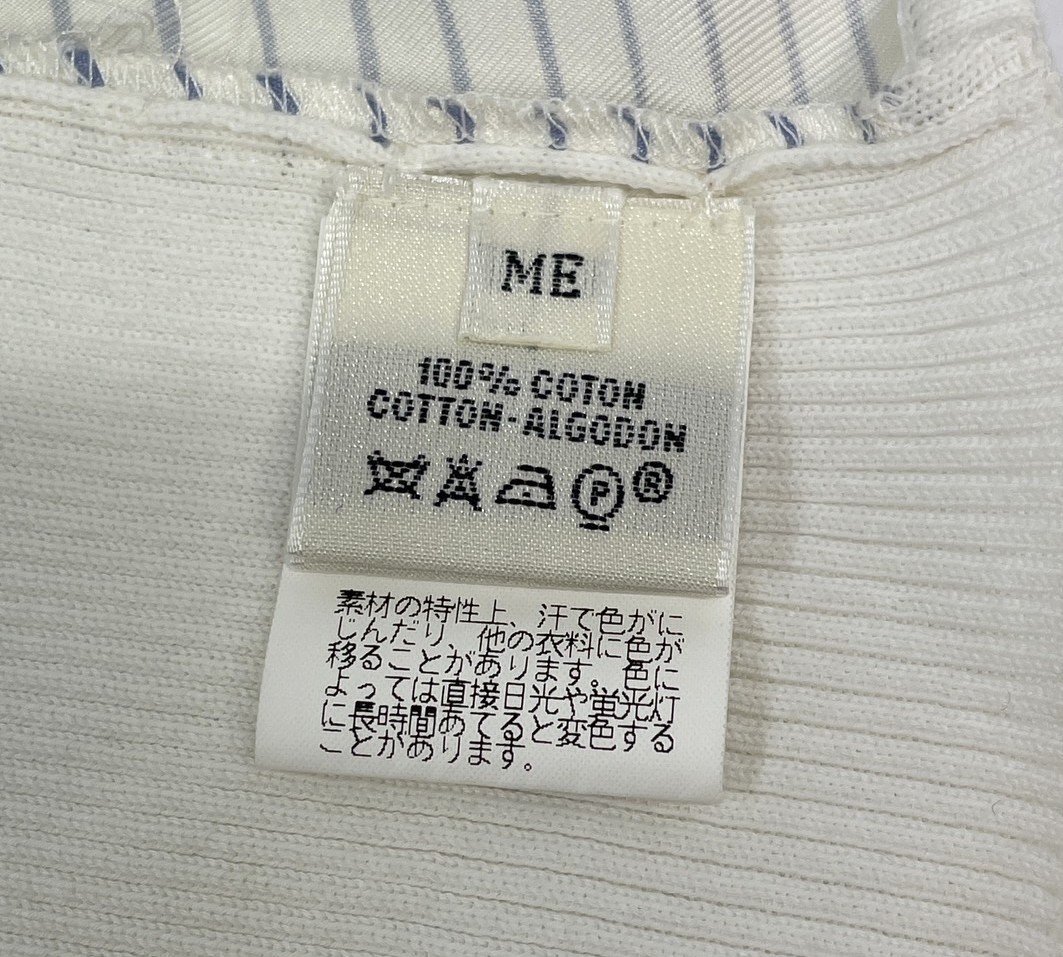 ME
100% COTON
COTTON-ALGODON
P ®
素材の特性上、汗で色がに
じんだり、他の衣料に色が
移ることがあります。色に
よっては直接日光や蛍光灯
に長時間あてると変色する
ことがあります。